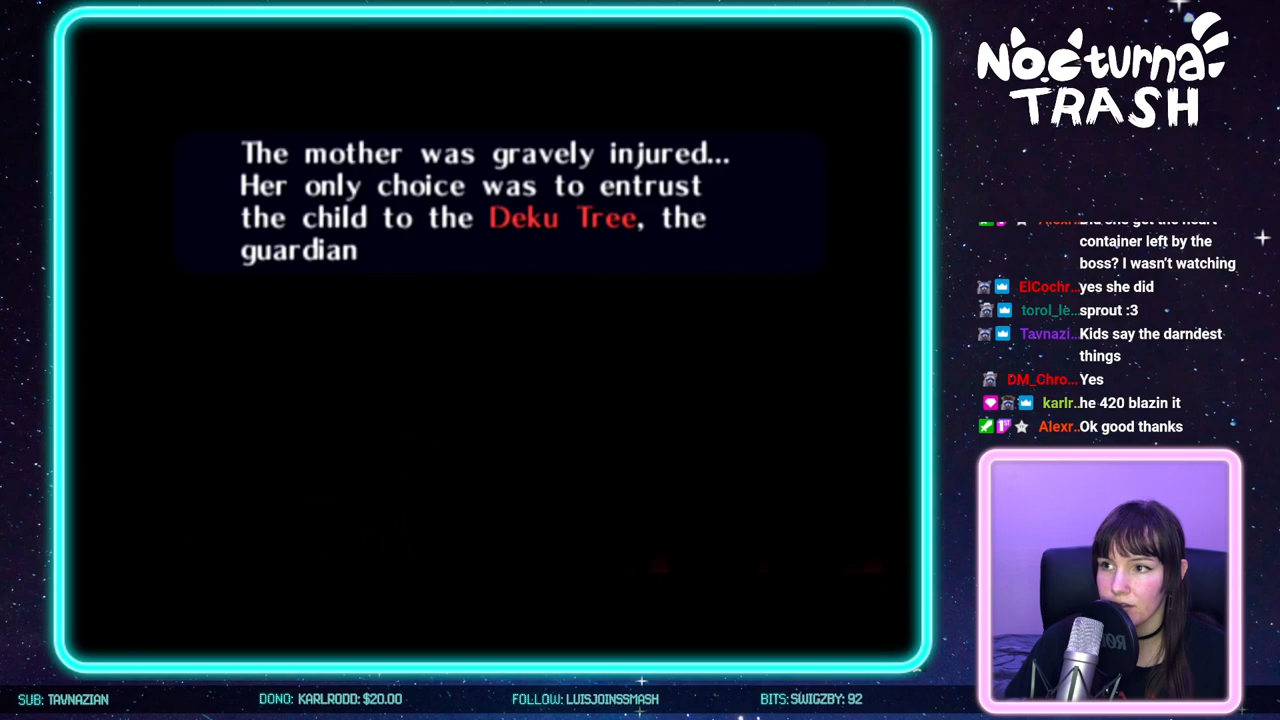 The mother was gravely injured...
Her only choice was to entrust
the child to the Deku Tree, the
guardian
Nocturna
TRASH
container left by the
boss? I wasn't watching
ElCochr... yes she did
torol_le... sprout :3
Tavnazi... Kids say the darndest
things
DM_Chro... Yes
karlr... he 420 blazin it
Alexr... Ok good thanks
SUB: TAVNAZIAN
DONO: KARLRODD: $20.00
FOLLOW: LUISJOINSSMASH
BITS: SWIGZBY: 92